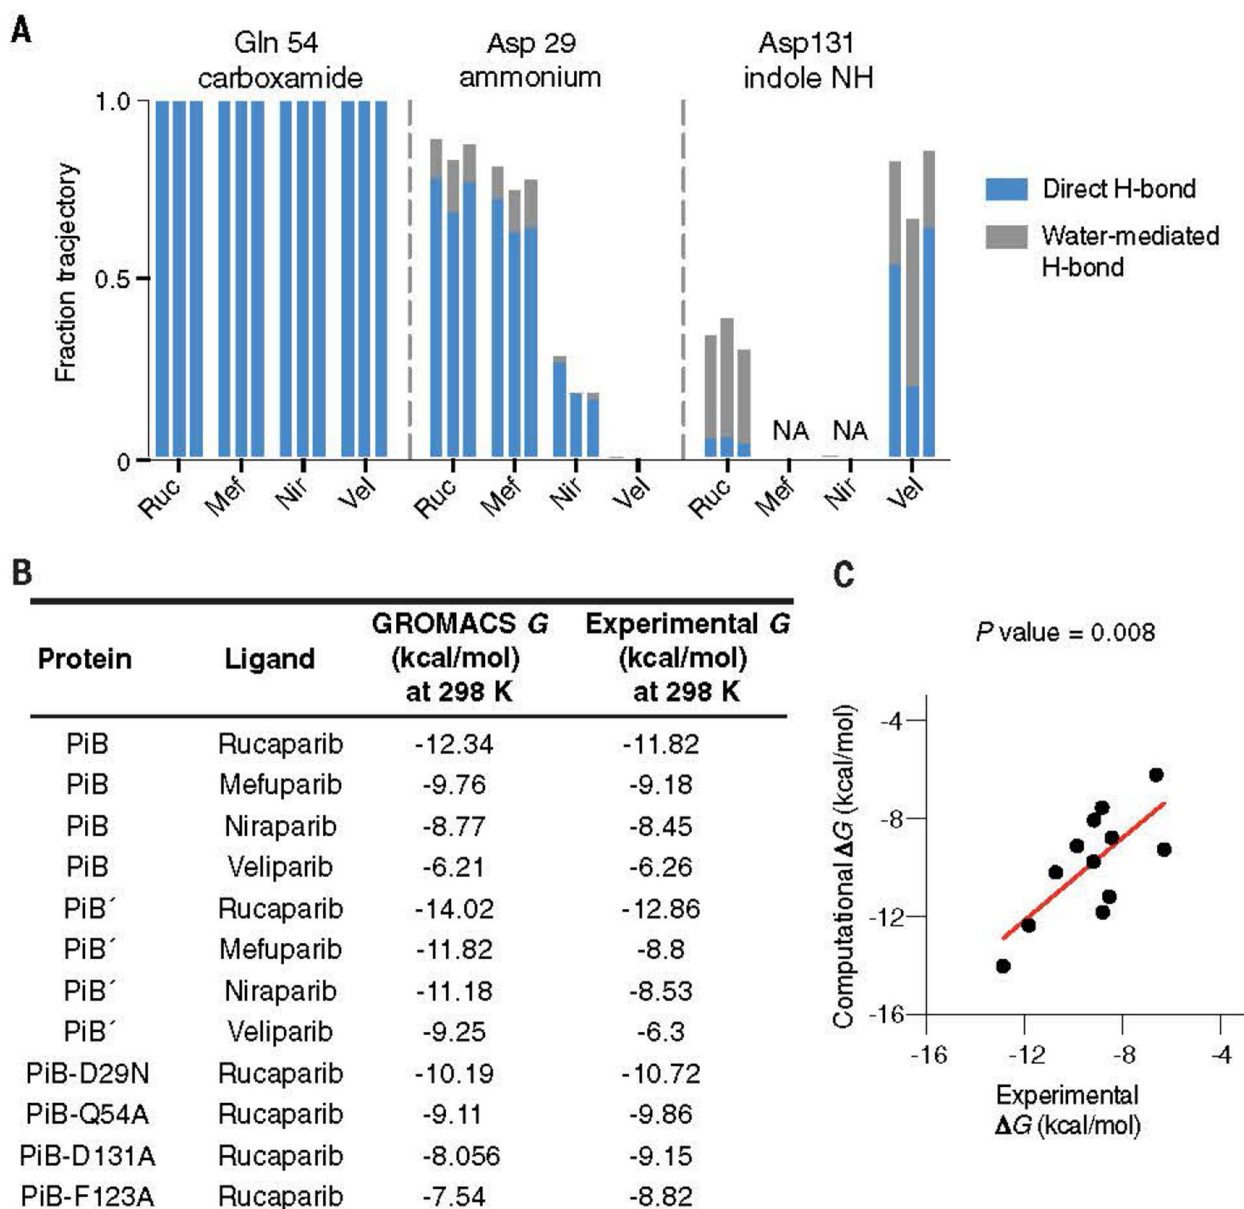 A
Gln 54
carboxamide
Asp 29
ammonium
Asp131
indole NH
1.0
0.5
0
Fraction tracjectory
Direct H-bond
Water-mediated
H-bond
NA
NA
Ruc
Mef
Nir
Vel
Ruc
Mef
Nir
Vel
Ruc
Mef
Nir
Vel
B
Protein Ligand GROMACS G (kcal/mol) at 298 K Experimental G (kcal/mol) at 298 K
PiB Rucaparib -12.34 -11.82
PiB Mefuparib -9.76 -9.18
PiB Niraparib -8.77 -8.45
PiB Veliparib -6.21 -6.26
PiB´ Rucaparib -14.02 -12.86
PiB´ Mefuparib -11.82 -8.8
PiB´ Niraparib -11.18 -8.53
PiB´ Veliparib -9.25 -6.3
PiB-D29N Rucaparib -10.19 -10.72
PiB-Q54A Rucaparib -9.11 -9.86
PiB-D131A Rucaparib -8.056 -9.15
PiB-F123A Rucaparib -7.54 -8.82
C
P value = 0.008
Computational ΔG (kcal/mol)
-4
-8
-12
-16
-16 -12 -8 -4
Experimental
ΔG (kcal/mol)